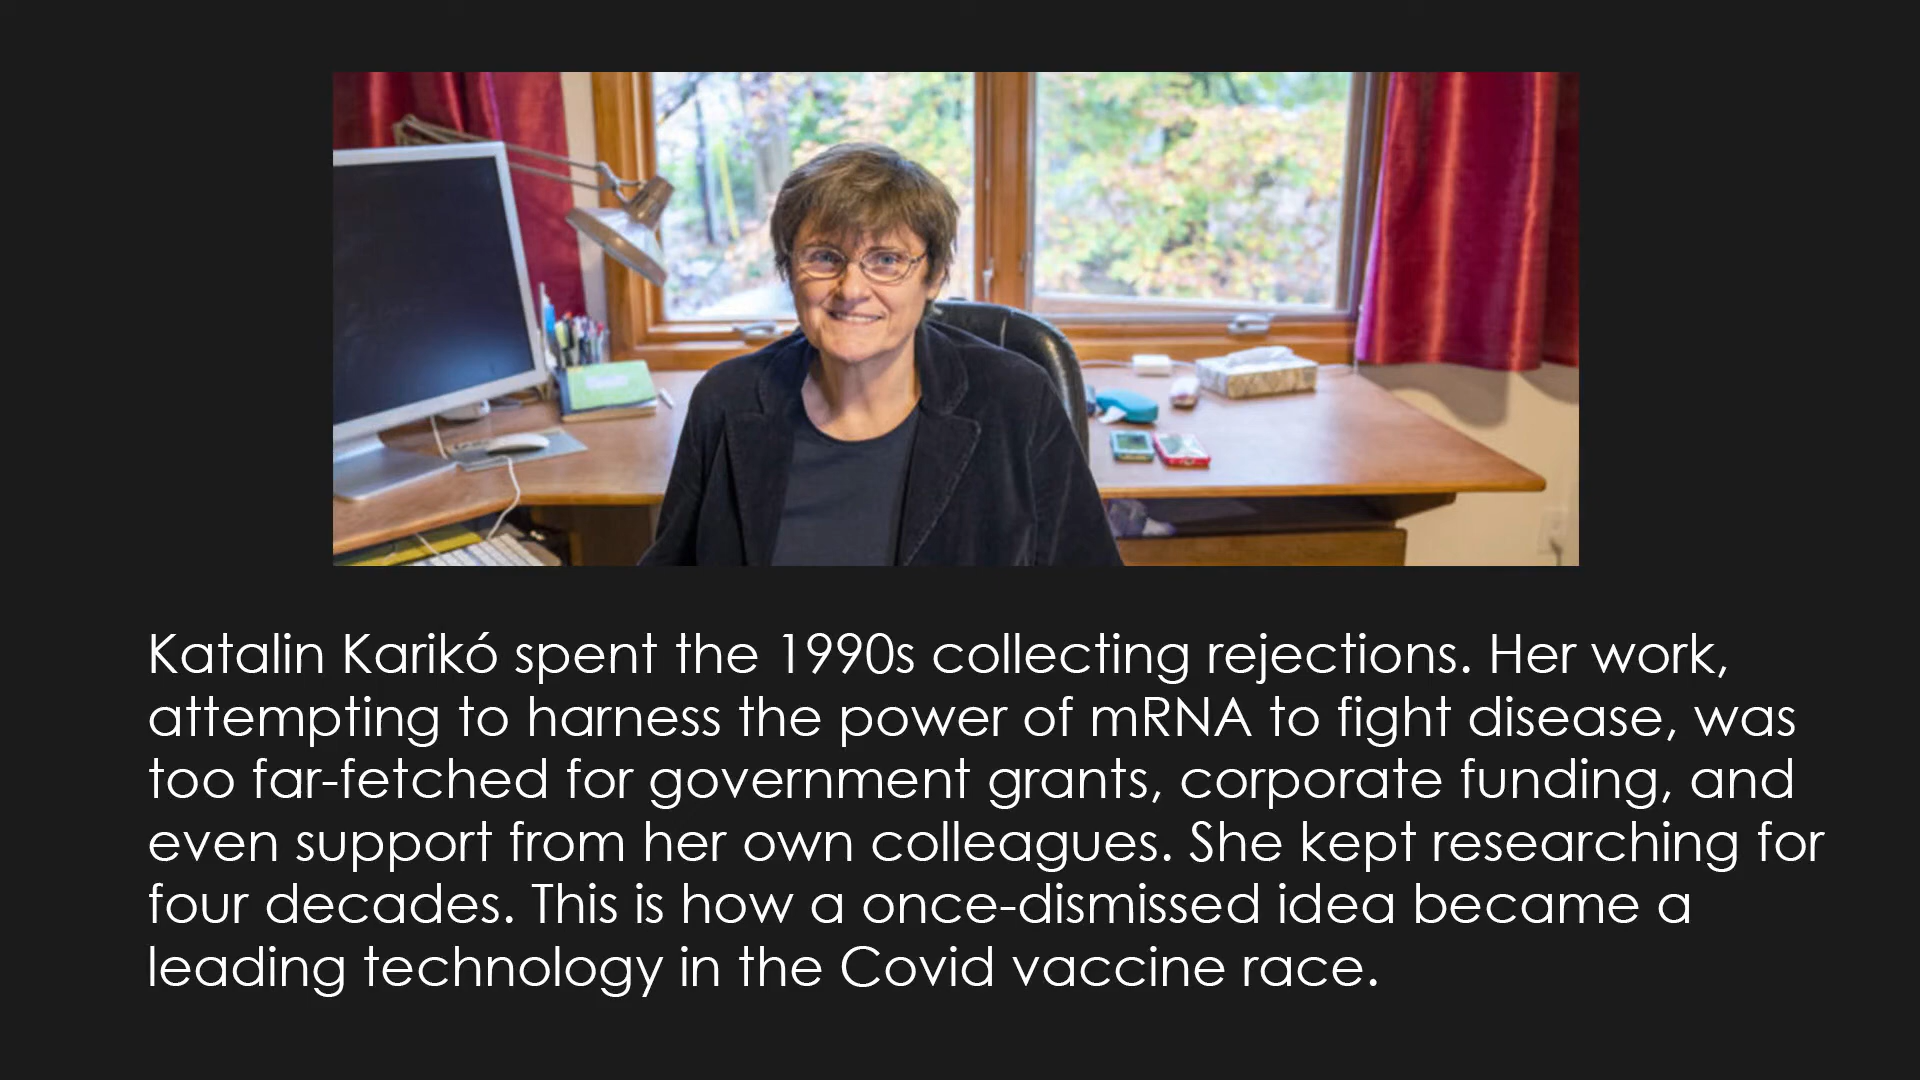 Katalin Karikó spent the 1990s collecting rejections. Her work,
attempting to harness the power of mRNA to fight disease, was
too far-fetched for government grants, corporate funding, and
even support from her own colleagues. She kept researching for
four decades. This is how a once-dismissed idea became a
leading technology in the Covid vaccine race.